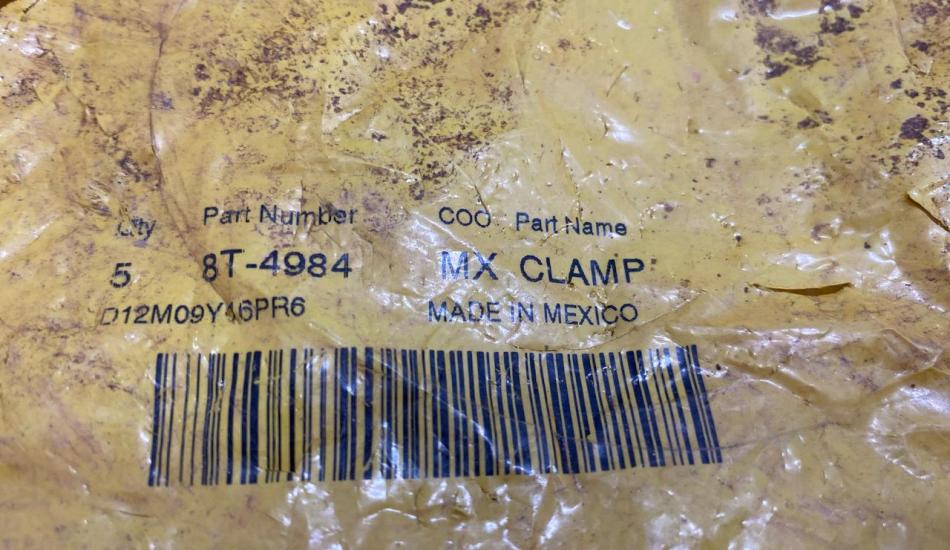 Qty Part Number COO Part Name
5 8T-4984 MX CLAMP
D12M09Y16PR6 MADE IN MEXICO